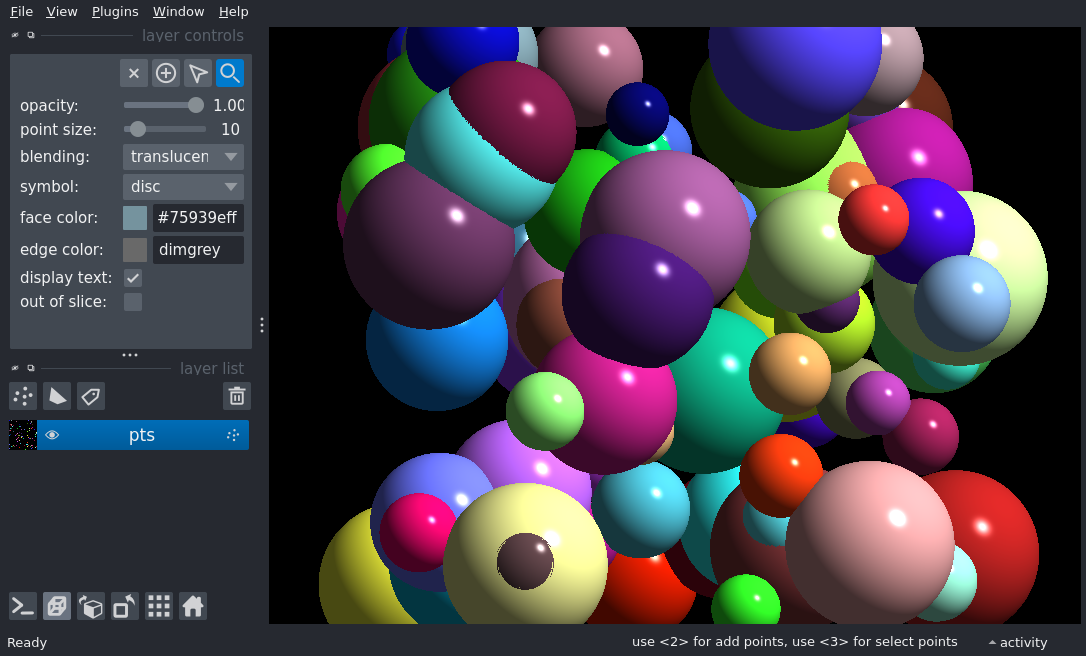 File View Plugins Window Help
layer controls
opacity: 1.00
point size: 10
blending: translucen
symbol: disc
face color: #75939eff
edge color: dimgrey
display text:
out of slice:
layer list
pts
Ready
use <2> for add points, use <3> for select points
activity